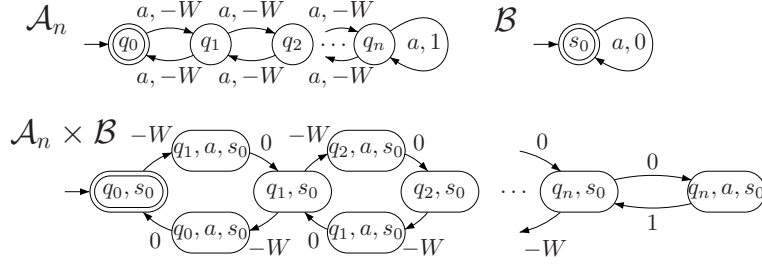 𝒜ₙ a, −W a, −W a, −W ℬ
q₀ q₁ q₂ ··· qₙ a, 1 s₀ a, 0
a, −W a, −W a, −W
𝒜ₙ × ℬ −W q₁, a, s₀ 0 −W q₂, a, s₀ 0 0 0
q₀, s₀ q₁, s₀ q₂, s₀ ··· qₙ, s₀ qₙ, a, s₀
0 q₀, a, s₀ −W 0 q₁, a, s₀ −W −W 1